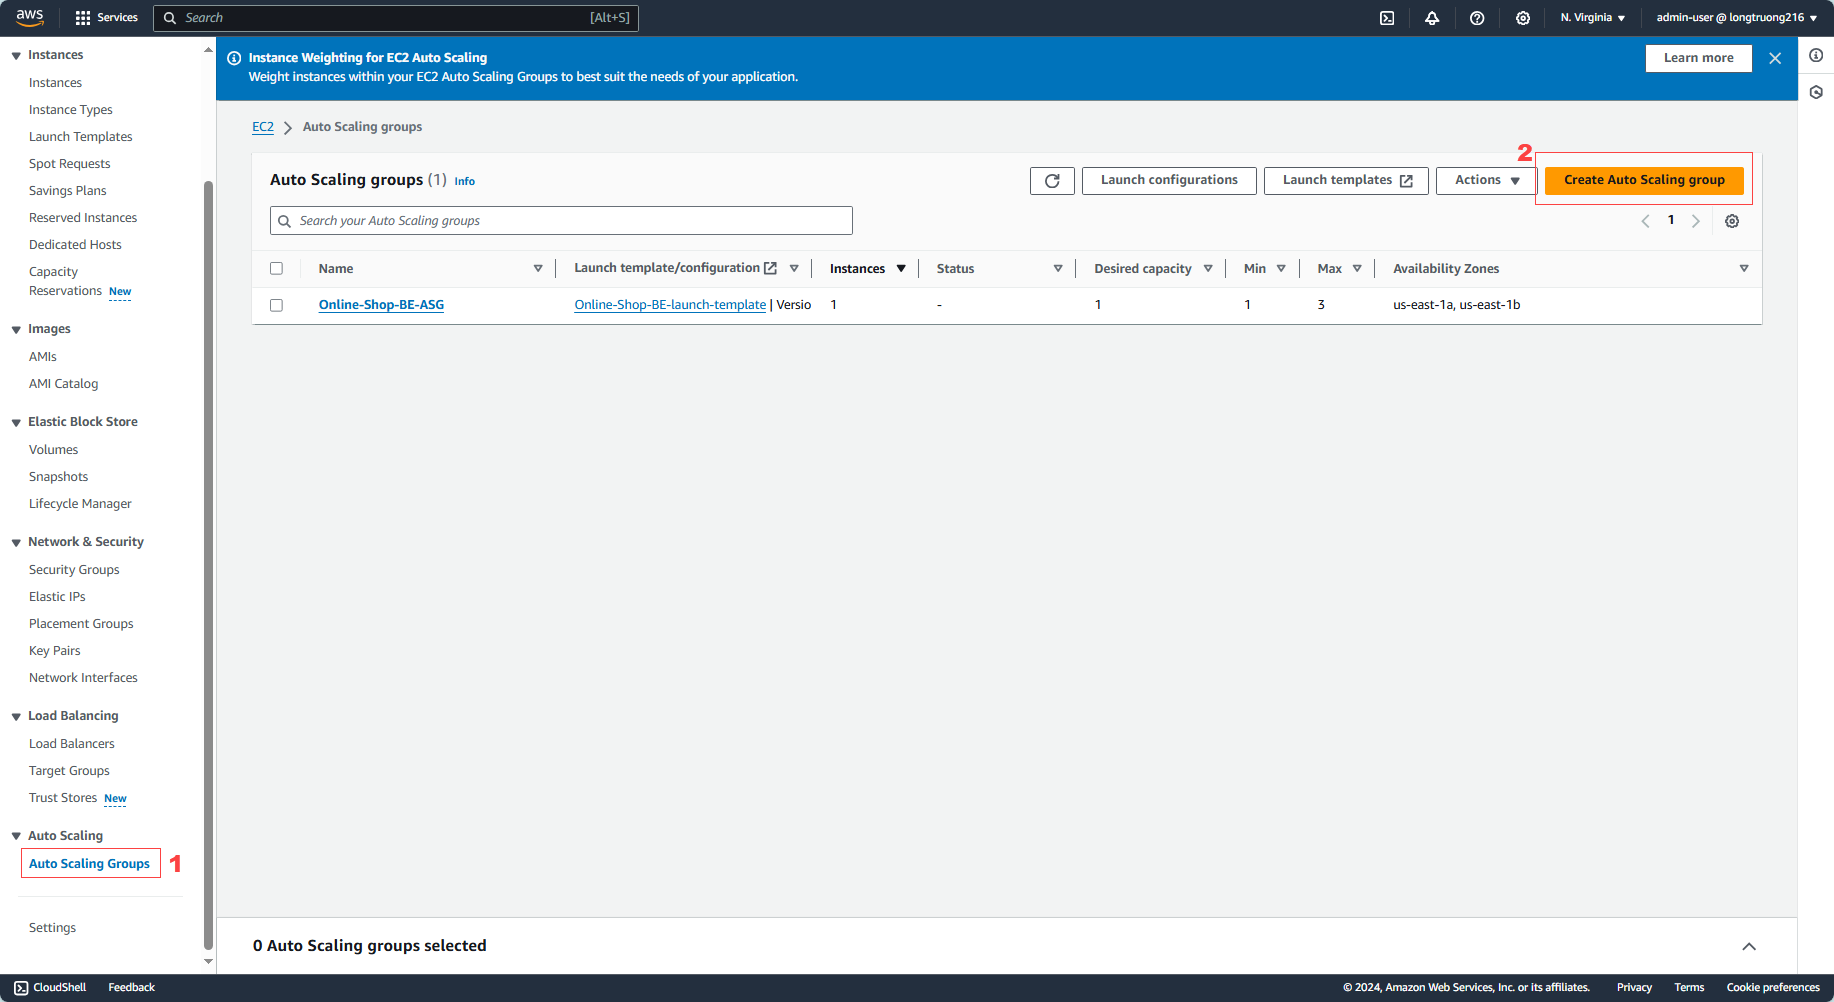 aws
Services
Search
[Alt+S]
N. Virginia
admin-user @ longtruong216
Instances
Instances
Instance Types
Launch Templates
Spot Requests
Savings Plans
Reserved Instances
Dedicated Hosts
Capacity
Reservations New
Images
AMIs
AMI Catalog
Elastic Block Store
Volumes
Snapshots
Lifecycle Manager
Network & Security
Security Groups
Elastic IPs
Placement Groups
Key Pairs
Network Interfaces
Load Balancing
Load Balancers
Target Groups
Trust Stores New
Auto Scaling
Auto Scaling Groups 1
Settings
Instance Weighting for EC2 Auto Scaling
Weight instances within your EC2 Auto Scaling Groups to best suit the needs of your application.
Learn more
EC2 Auto Scaling groups
2
Auto Scaling groups (1) Info
Launch configurations
Launch templates
Actions
Create Auto Scaling group
Search your Auto Scaling groups
1
Name Launch template/configuration Instances Status Desired capacity Min Max Availability Zones
Online-Shop-BE-ASG Online-Shop-BE-launch-template | Versio 1 - 1 1 3 us-east-1a, us-east-1b
0 Auto Scaling groups selected
CloudShell Feedback © 2024, Amazon Web Services, Inc. or its affiliates. Privacy Terms Cookie preferences